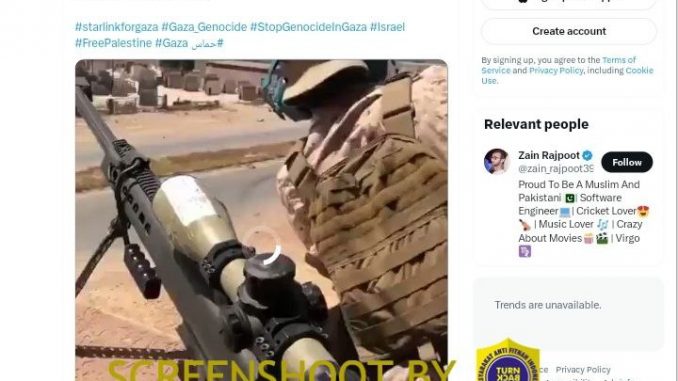 #starlinkforgaza #Gaza_Genocide #StopGenocideInGaza #Israel
#FreePalestine #Gaza حماس#
Create account
By signing up, you agree to the Terms of
Service and Privacy Policy, including Cookie
Use.
Relevant people
Zain Rajpoot
@zain_rajpoot39
Follow
Proud To Be A Muslim And
Pakistani 🇵🇰| Software
Engineer💻| Cricket Lover😍
🏏| Music Lover 🎶| Crazy
About Movies🍿🎬| Virgo
♍
Trends are unavailable.
Privacy Policy
SCREENSHOOT BY
TURN
BACK